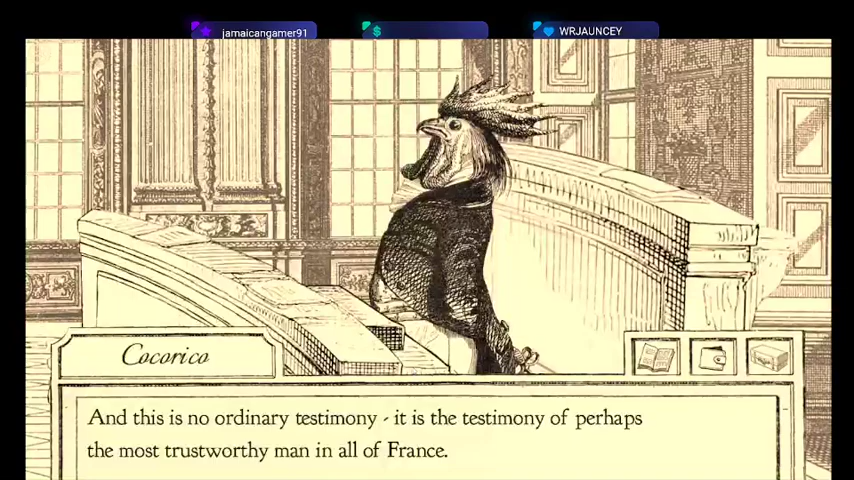 jamaicangamer91
$
WRJAUNCEY
Cocorico
And this is no ordinary testimony - it is the testimony of perhaps
the most trustworthy man in all of France.